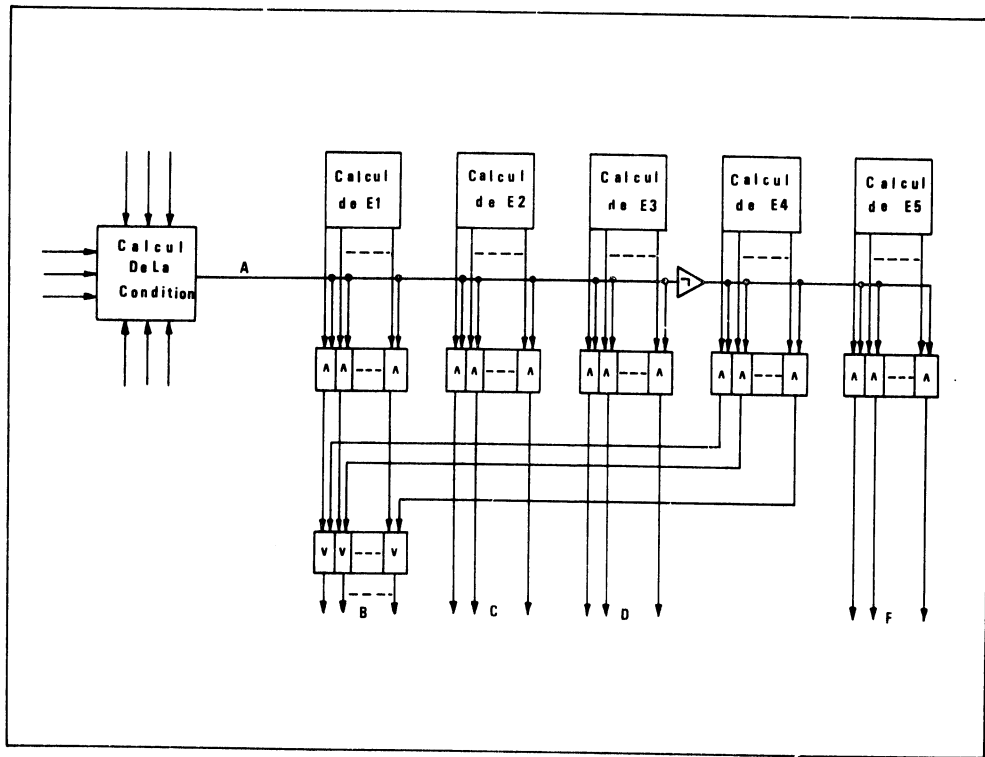 Calcul
de E1
Calcul
de E2
Calcul
de E3
Calcul
de E4
Calcul
de E5
Calcul
De La
Condition
A
¬
∧ ∧ ---- ∧
∧ ∧ ---- ∧
∧ ∧ ---- ∧
∧ ∧ ---- ∧
∧ ∧ ---- ∧
∨ ∨ ---- ∨
B
C
D
F